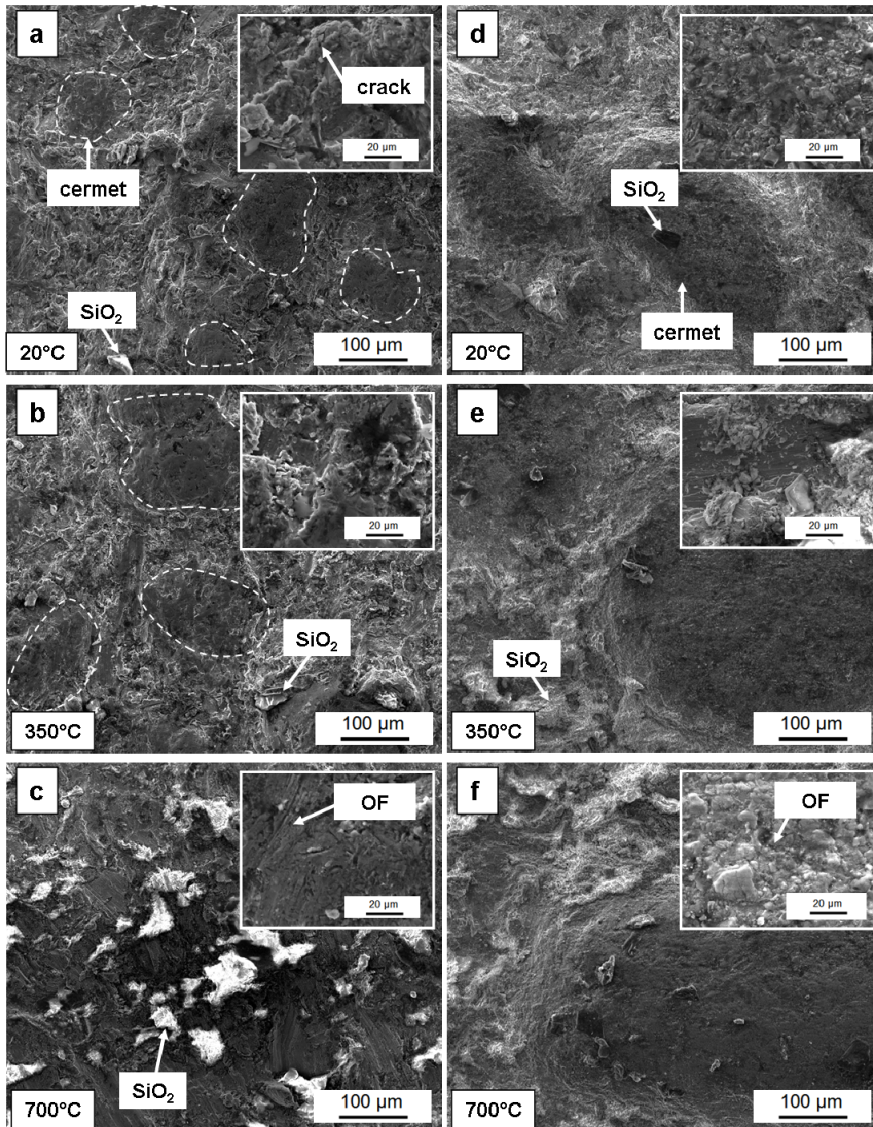 a
crack
20 µm
cermet
SiO₂
20°C
100 µm
d
20 µm
SiO₂
cermet
20°C
100 µm
b
20 µm
SiO₂
350°C
100 µm
e
20 µm
SiO₂
350°C
100 µm
c
OF
20 µm
SiO₂
700°C
100 µm
f
OF
20 µm
700°C
100 µm